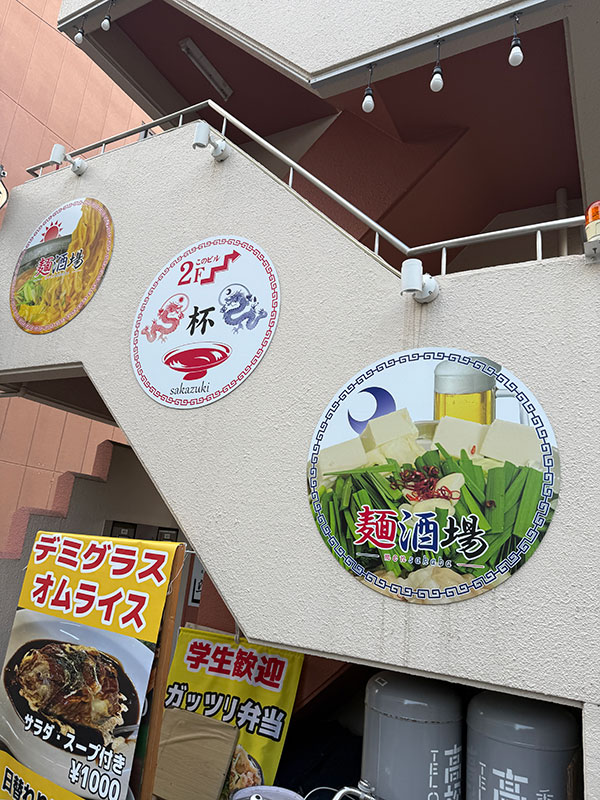 麺酒場
このビル
2F
杯
sakazuki
麺酒場
デミグラス
オムライス
サラダ・スープ付き
¥1000
学生歓迎
ガッツリ弁当